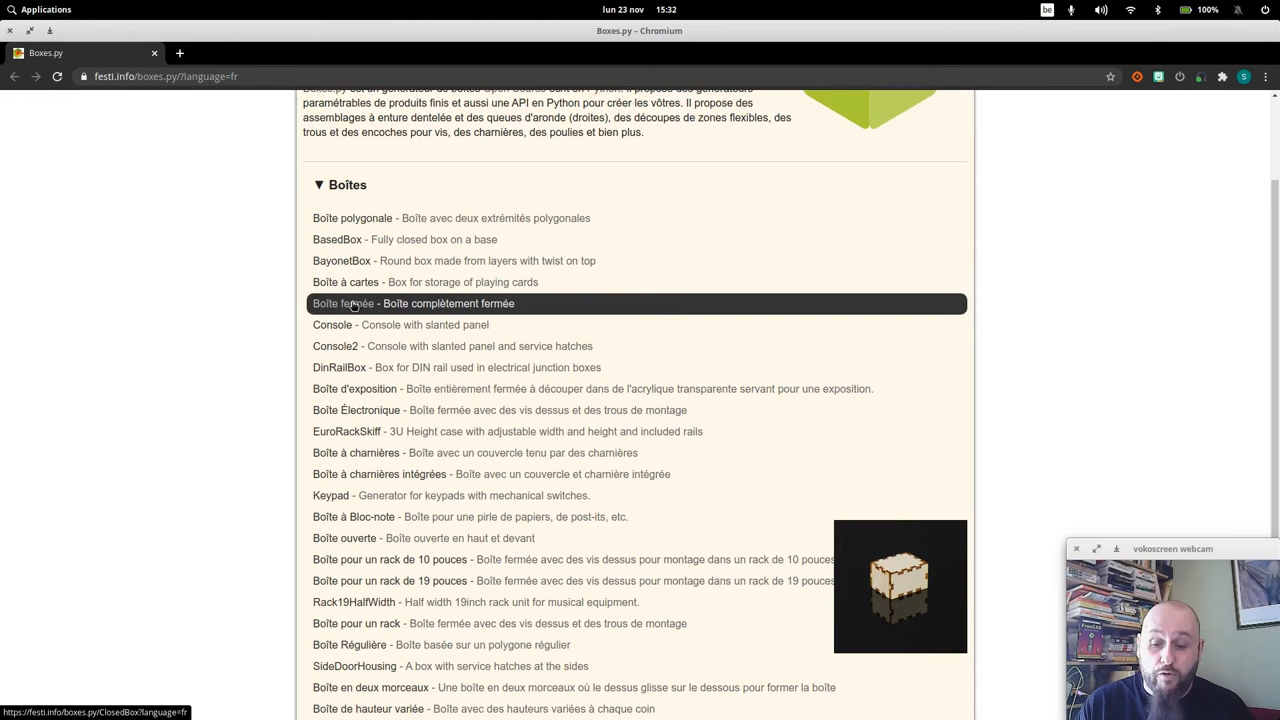 Applications
lun 23 nov 15:32
be
100%
Boxes.py – Chromium
Boxes.py
festi.info/boxes.py/?language=fr
S
Boxes.py est un générateur de boîtes Open Source écrit en Python. Il propose des générateurs
paramétrables de produits finis et aussi une API en Python pour créer les vôtres. Il propose des
assemblages à enture dentelée et des queues d'aronde (droites), des découpes de zones flexibles, des
trous et des encoches pour vis, des charnières, des poulies et bien plus.
▼ Boîtes
Boîte polygonale - Boîte avec deux extrémités polygonales
BasedBox - Fully closed box on a base
BayonetBox - Round box made from layers with twist on top
Boîte à cartes - Box for storage of playing cards
Boîte fermée - Boîte complètement fermée
Console - Console with slanted panel
Console2 - Console with slanted panel and service hatches
DinRailBox - Box for DIN rail used in electrical junction boxes
Boîte d'exposition - Boîte entièrement fermée à découper dans de l'acrylique transparente servant pour une exposition.
Boîte Électronique - Boîte fermée avec des vis dessus et des trous de montage
EuroRackSkiff - 3U Height case with adjustable width and height and included rails
Boîte à charnières - Boîte avec un couvercle tenu par des charnières
Boîte à charnières intégrées - Boîte avec un couvercle et charnière intégrée
Keypad - Generator for keypads with mechanical switches.
Boîte à Bloc-note - Boîte pour une pirle de papiers, de post-its, etc.
Boîte ouverte - Boîte ouverte en haut et devant
Boîte pour un rack de 10 pouces - Boîte fermée avec des vis dessus pour montage dans un rack de 10 pouces
Boîte pour un rack de 19 pouces - Boîte fermée avec des vis dessus pour montage dans un rack de 19 pouces
Rack19HalfWidth - Half width 19inch rack unit for musical equipment.
Boîte pour un rack - Boîte fermée avec des vis dessus et des trous de montage
Boîte Régulière - Boîte basée sur un polygone régulier
SideDoorHousing - A box with service hatches at the sides
Boîte en deux morceaux - Une boîte en deux morceaux où le dessus glisse sur le dessous pour former la boîte
Boîte de hauteur variée - Boîte avec des hauteurs variées à chaque coin
vokoscreen webcam
https://festi.info/boxes.py/ClosedBox?language=fr